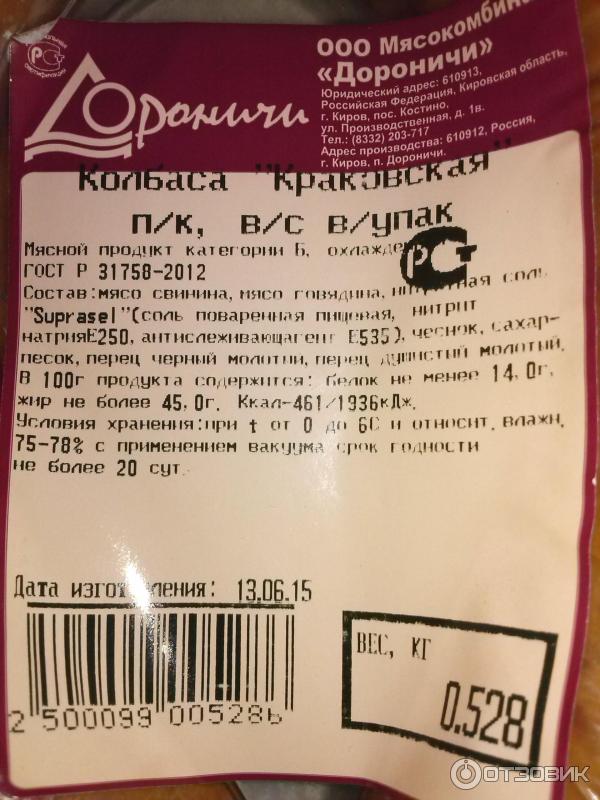 Дороничи
ООО Мясокомбин
«Дороничи»
Юридический адрес: 610913,
Российская Федерация, Кировская область,
г. Киров, пос. Костино,
ул. Производственная, д. 1в.
Тел.: (8332) 203-717
Адрес производства: 610912, Россия,
г. Киров, п. Дороничи.
Колбаса "Краковская"
п/к, в/с в/упак
Мясной продукт категории Б, охлажде
РСТ
ГОСТ Р 31758-2012
Состав:мясо свинина, мясо говядина, нитритная соль
"Suprasel"(соль поваренная пищевая, нитрит
натрияЕ250, антислеживающагент Е535), чеснок, сахар-
песок, перец черный молотый, перец душистый молотый.
В 100г продукта содержится: белок не менее 14,0г,
жир не более 45,0г. Ккал-461/1936кДж.
Условия хранения:при t от 0 до 6С и относит. влажн.
75-78% с применением вакуума срок годности
не более 20 сут.
Дата изготовления: 13.06.15
2 500099 005286
ВЕС, КГ
0.528
ОТЗОВИК